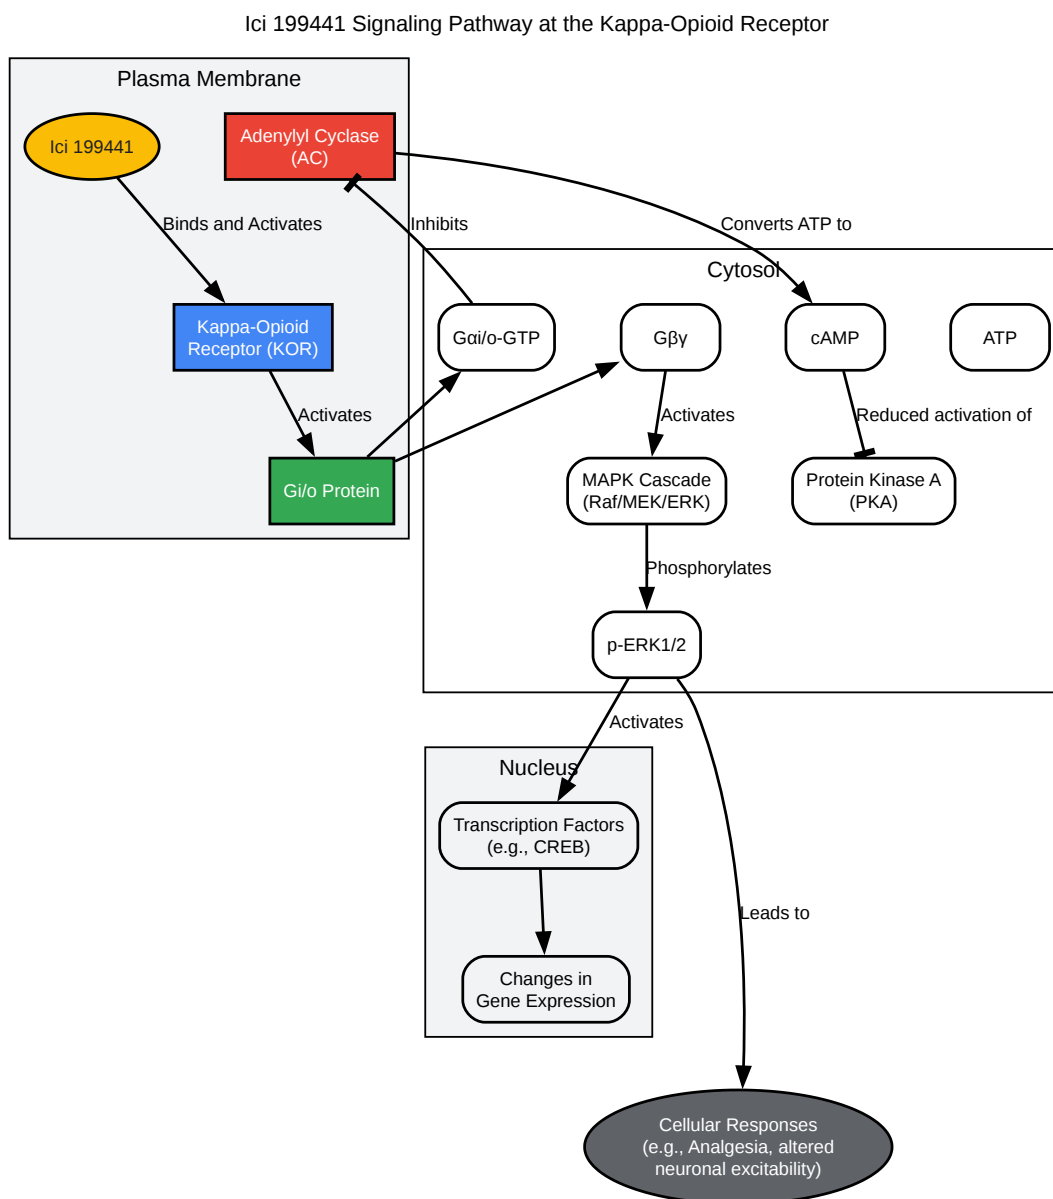 Ici 199441 Signaling Pathway at the Kappa-Opioid Receptor
Plasma Membrane
Ici 199441
Adenylyl Cyclase
(AC)
Binds and Activates
Inhibits
Converts ATP to
Cytosol
Kappa-Opioid
Receptor (KOR)
Gαi/o-GTP
Gβγ
cAMP
ATP
Activates
Activates
Reduced activation of
Gi/o Protein
MAPK Cascade
(Raf/MEK/ERK)
Protein Kinase A
(PKA)
Phosphorylates
p-ERK1/2
Activates
Nucleus
Transcription Factors
(e.g., CREB)
Leads to
Changes in
Gene Expression
Cellular Responses
(e.g., Analgesia, altered
neuronal excitability)